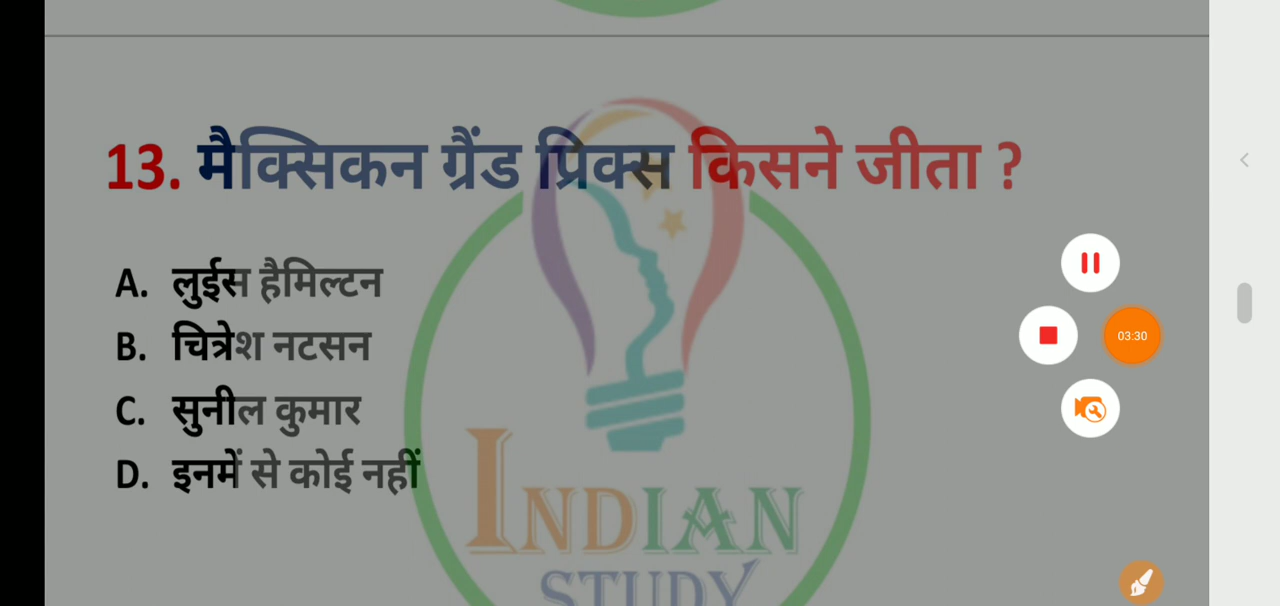 13. मैक्सिकन ग्रैंड प्रिक्स किसने जीता ?
A. लुईस हैमिल्टन
B. चित्रेश नटसन
C. सुनील कुमार
D. इनमें से कोई नहीं
03:30
INDIAN
STUDY